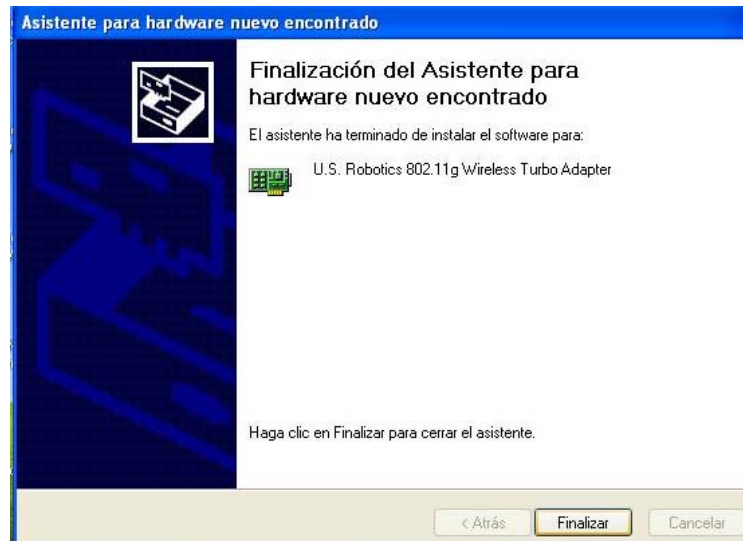 Asistente para hardware nuevo encontrado
Finalización del Asistente para
hardware nuevo encontrado
El asistente ha terminado de instalar el software para:
U.S. Robotics 802.11g Wireless Turbo Adapter
Haga clic en Finalizar para cerrar el asistente.
< Atrás Finalizar Cancelar